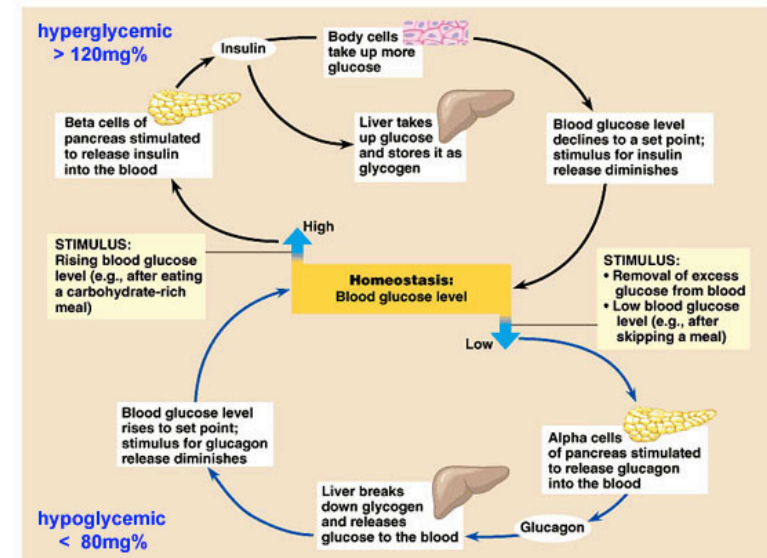 hyperglycemic
> 120mg%
Insulin
Body cells
take up more
glucose
Beta cells of
pancreas stimulated
to release insulin
into the blood
Liver takes
up glucose
and stores it as
glycogen
Blood glucose level
declines to a set point;
stimulus for insulin
release diminishes
High
STIMULUS:
Rising blood glucose
level (e.g., after eating
a carbohydrate-rich
meal)
Homeostasis:
Blood glucose level
STIMULUS:
• Removal of excess
glucose from blood
• Low blood glucose
level (e.g., after
skipping a meal)
Low
Blood glucose level
rises to set point;
stimulus for glucagon
release diminishes
Alpha cells
of pancreas stimulated
to release glucagon
into the blood
Liver breaks
down glycogen
and releases
glucose to the blood
Glucagon
hypoglycemic
< 80mg%